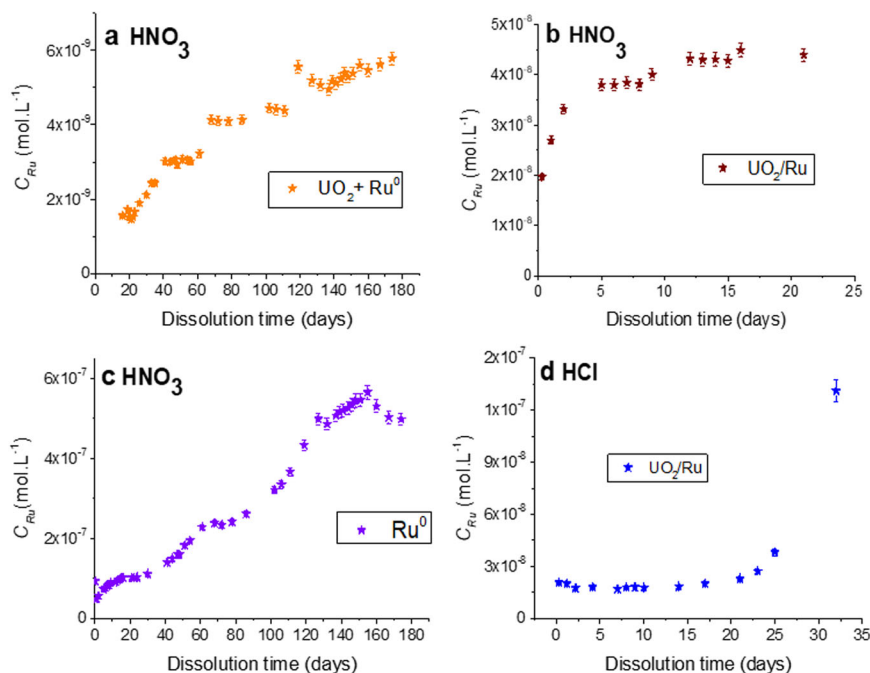 a HNO₃
C_Ru (mol.L⁻¹)
6x10⁻⁹
4x10⁻⁹
2x10⁻⁹
0
UO₂+ Ru⁰
0 20 40 60 80 100 120 140 160 180
Dissolution time (days)
b HNO₃
C_Ru (mol.L⁻¹)
5x10⁻⁸
4x10⁻⁸
3x10⁻⁸
2x10⁻⁸
1x10⁻⁸
0
UO₂/Ru
0 5 10 15 20 25
Dissolution time (days)
c HNO₃
C_Ru(mol.L⁻¹)
6x10⁻⁷
4x10⁻⁷
2x10⁻⁷
0
Ru⁰
0 20 40 60 80 100 120 140 160 180
Dissolution time (days)
d HCl
C_Ru (mol.L⁻¹)
2x10⁻⁷
1x10⁻⁷
9x10⁻⁸
6x10⁻⁸
3x10⁻⁸
0
UO₂/Ru
0 5 10 15 20 25 30 35
Dissolution time (days)